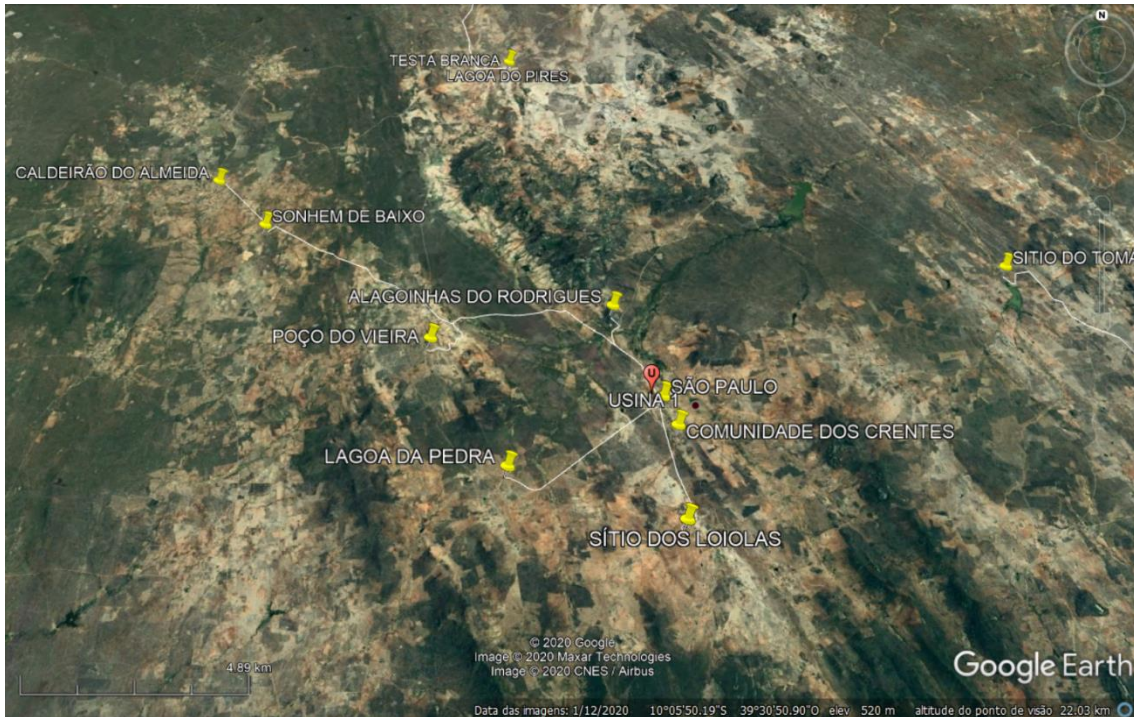 N
TESTA BRANCA
LAGOA DO PIRES
CALDEIRÃO DO ALMEIDA
SONHEM DE BAIXO
SITIO DO TOMA
ALAGOINHAS DO RODRIGUES
POÇO DO VIEIRA
U
SÃO PAULO
USINA 1
COMUNIDADE DOS CRENTES
LAGOA DA PEDRA
SÍTIO DOS LOIOLAS
© 2020 Google
Image © 2020 Maxar Technologies
Image © 2020 CNES / Airbus
4.89 km
Google Earth
Data das imagens: 1/12/2020 10°05'50.19"S 39°30'50.90"O elev 520 m altitude do ponto de visão 22.03 km